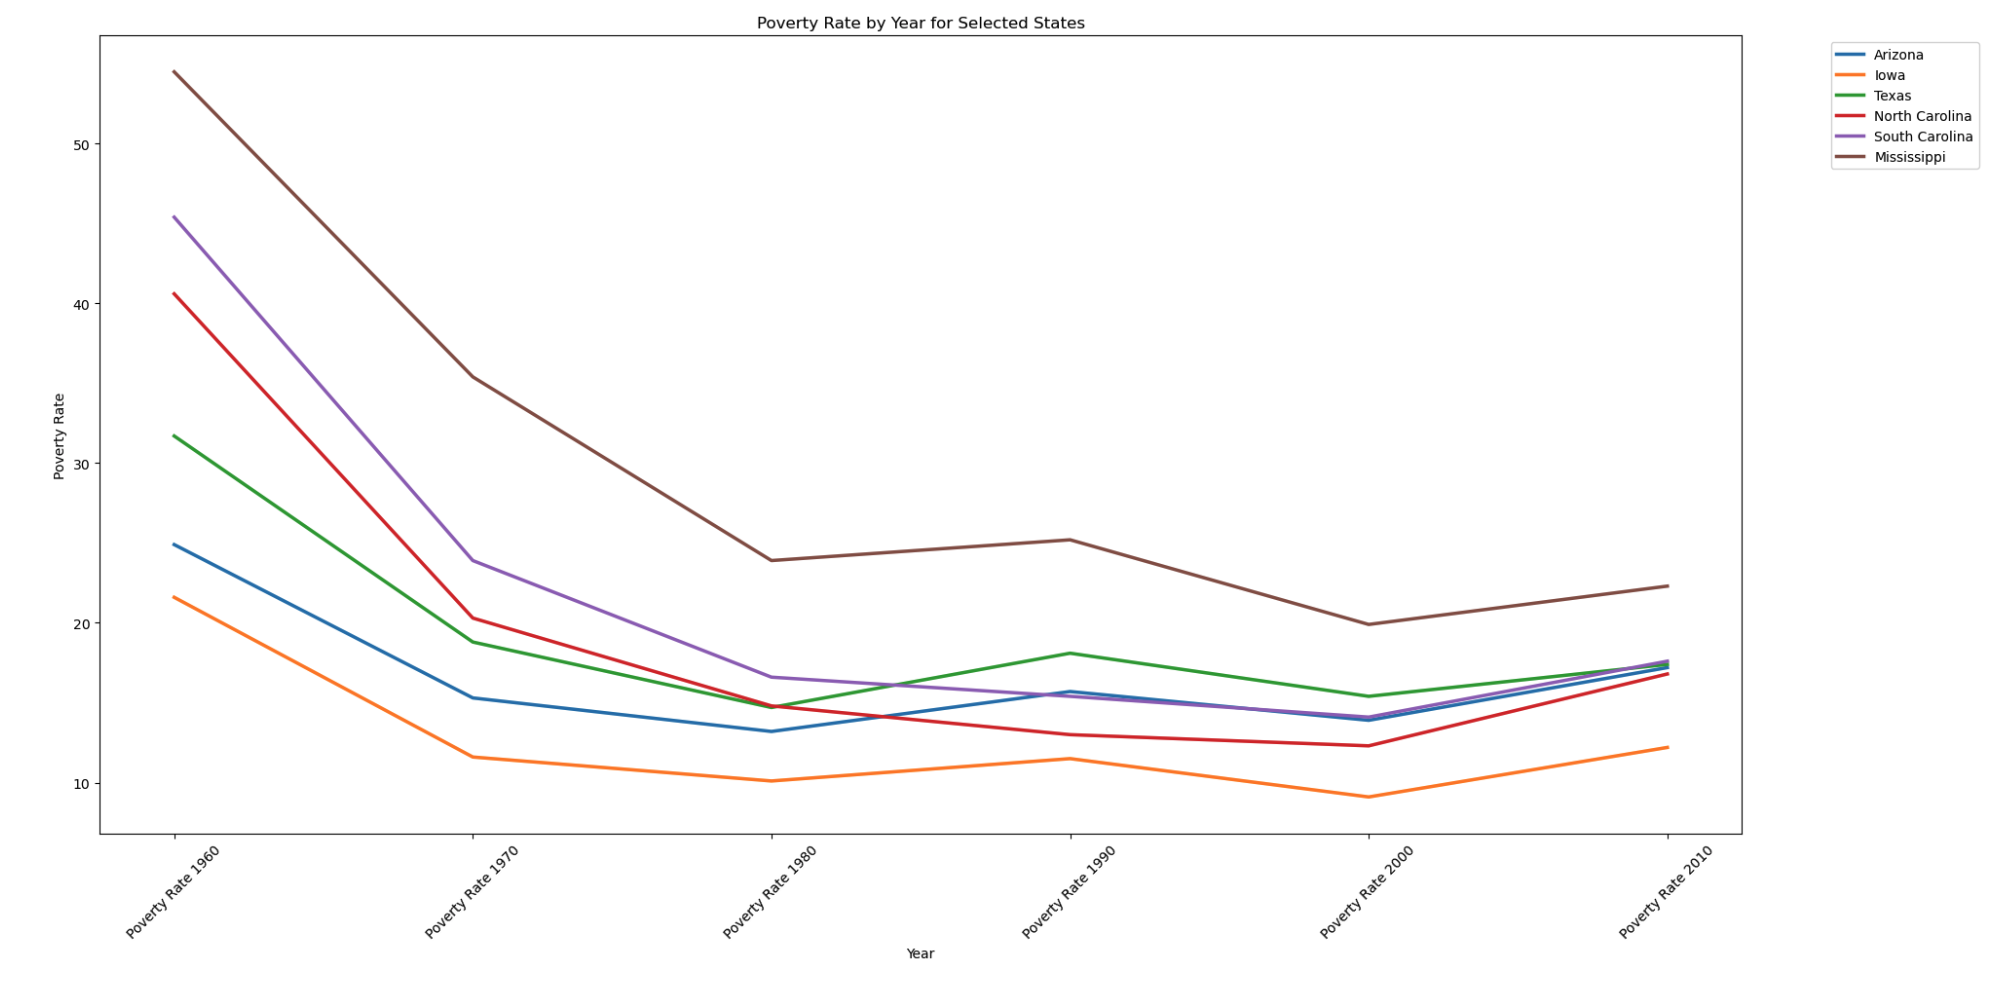 Poverty Rate by Year for Selected States
Arizona
Iowa
Texas
North Carolina
South Carolina
Mississippi
Poverty Rate
50
40
30
20
10
Poverty Rate 1960
Poverty Rate 1970
Poverty Rate 1980
Poverty Rate 1990
Poverty Rate 2000
Poverty Rate 2010
Year